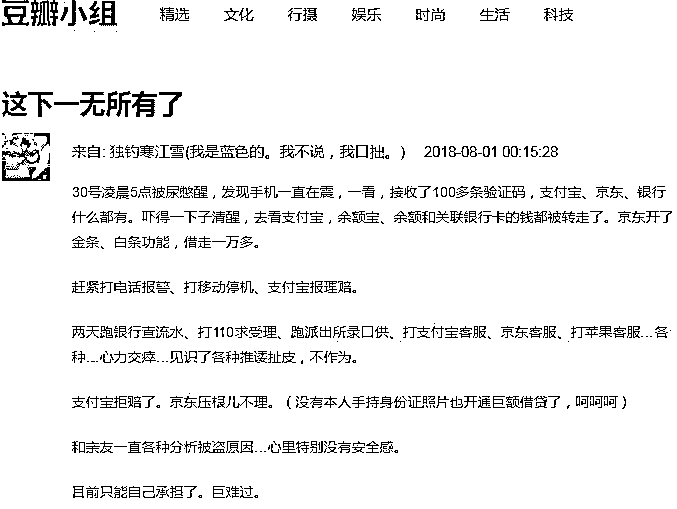 豆瓣小组 精选 文化 行摄 娱乐 时尚 生活 科技
这下一无所有了
来自: 独钓寒江雪(我是蓝色的。我不说，我口拙。) 2018-08-01 00:15:28
30号凌晨5点被尿憋醒，发现手机一直在震，一看，接收了100多条验证码，支付宝、京东、银行
什么都有。吓得一下子清醒，去看支付宝，余额宝、余额和关联银行卡的钱都被转走了。京东开了
金条、白条功能，借走一万多。
赶紧打电话报警、打移动停机、支付宝报理赔。
两天跑银行查流水、打110求受理、跑派出所录口供、打支付宝客服、京东客服、打苹果客服...各
种...心力交瘁...见识了各种推诿扯皮，不作为。
支付宝拒赔了。京东压根儿不理。（没有本人手持身份证照片也开通巨额借贷了，呵呵呵）
和亲友一直各种分析被盗原因...心里特别没有安全感。
目前只能自己承担了。巨难过。